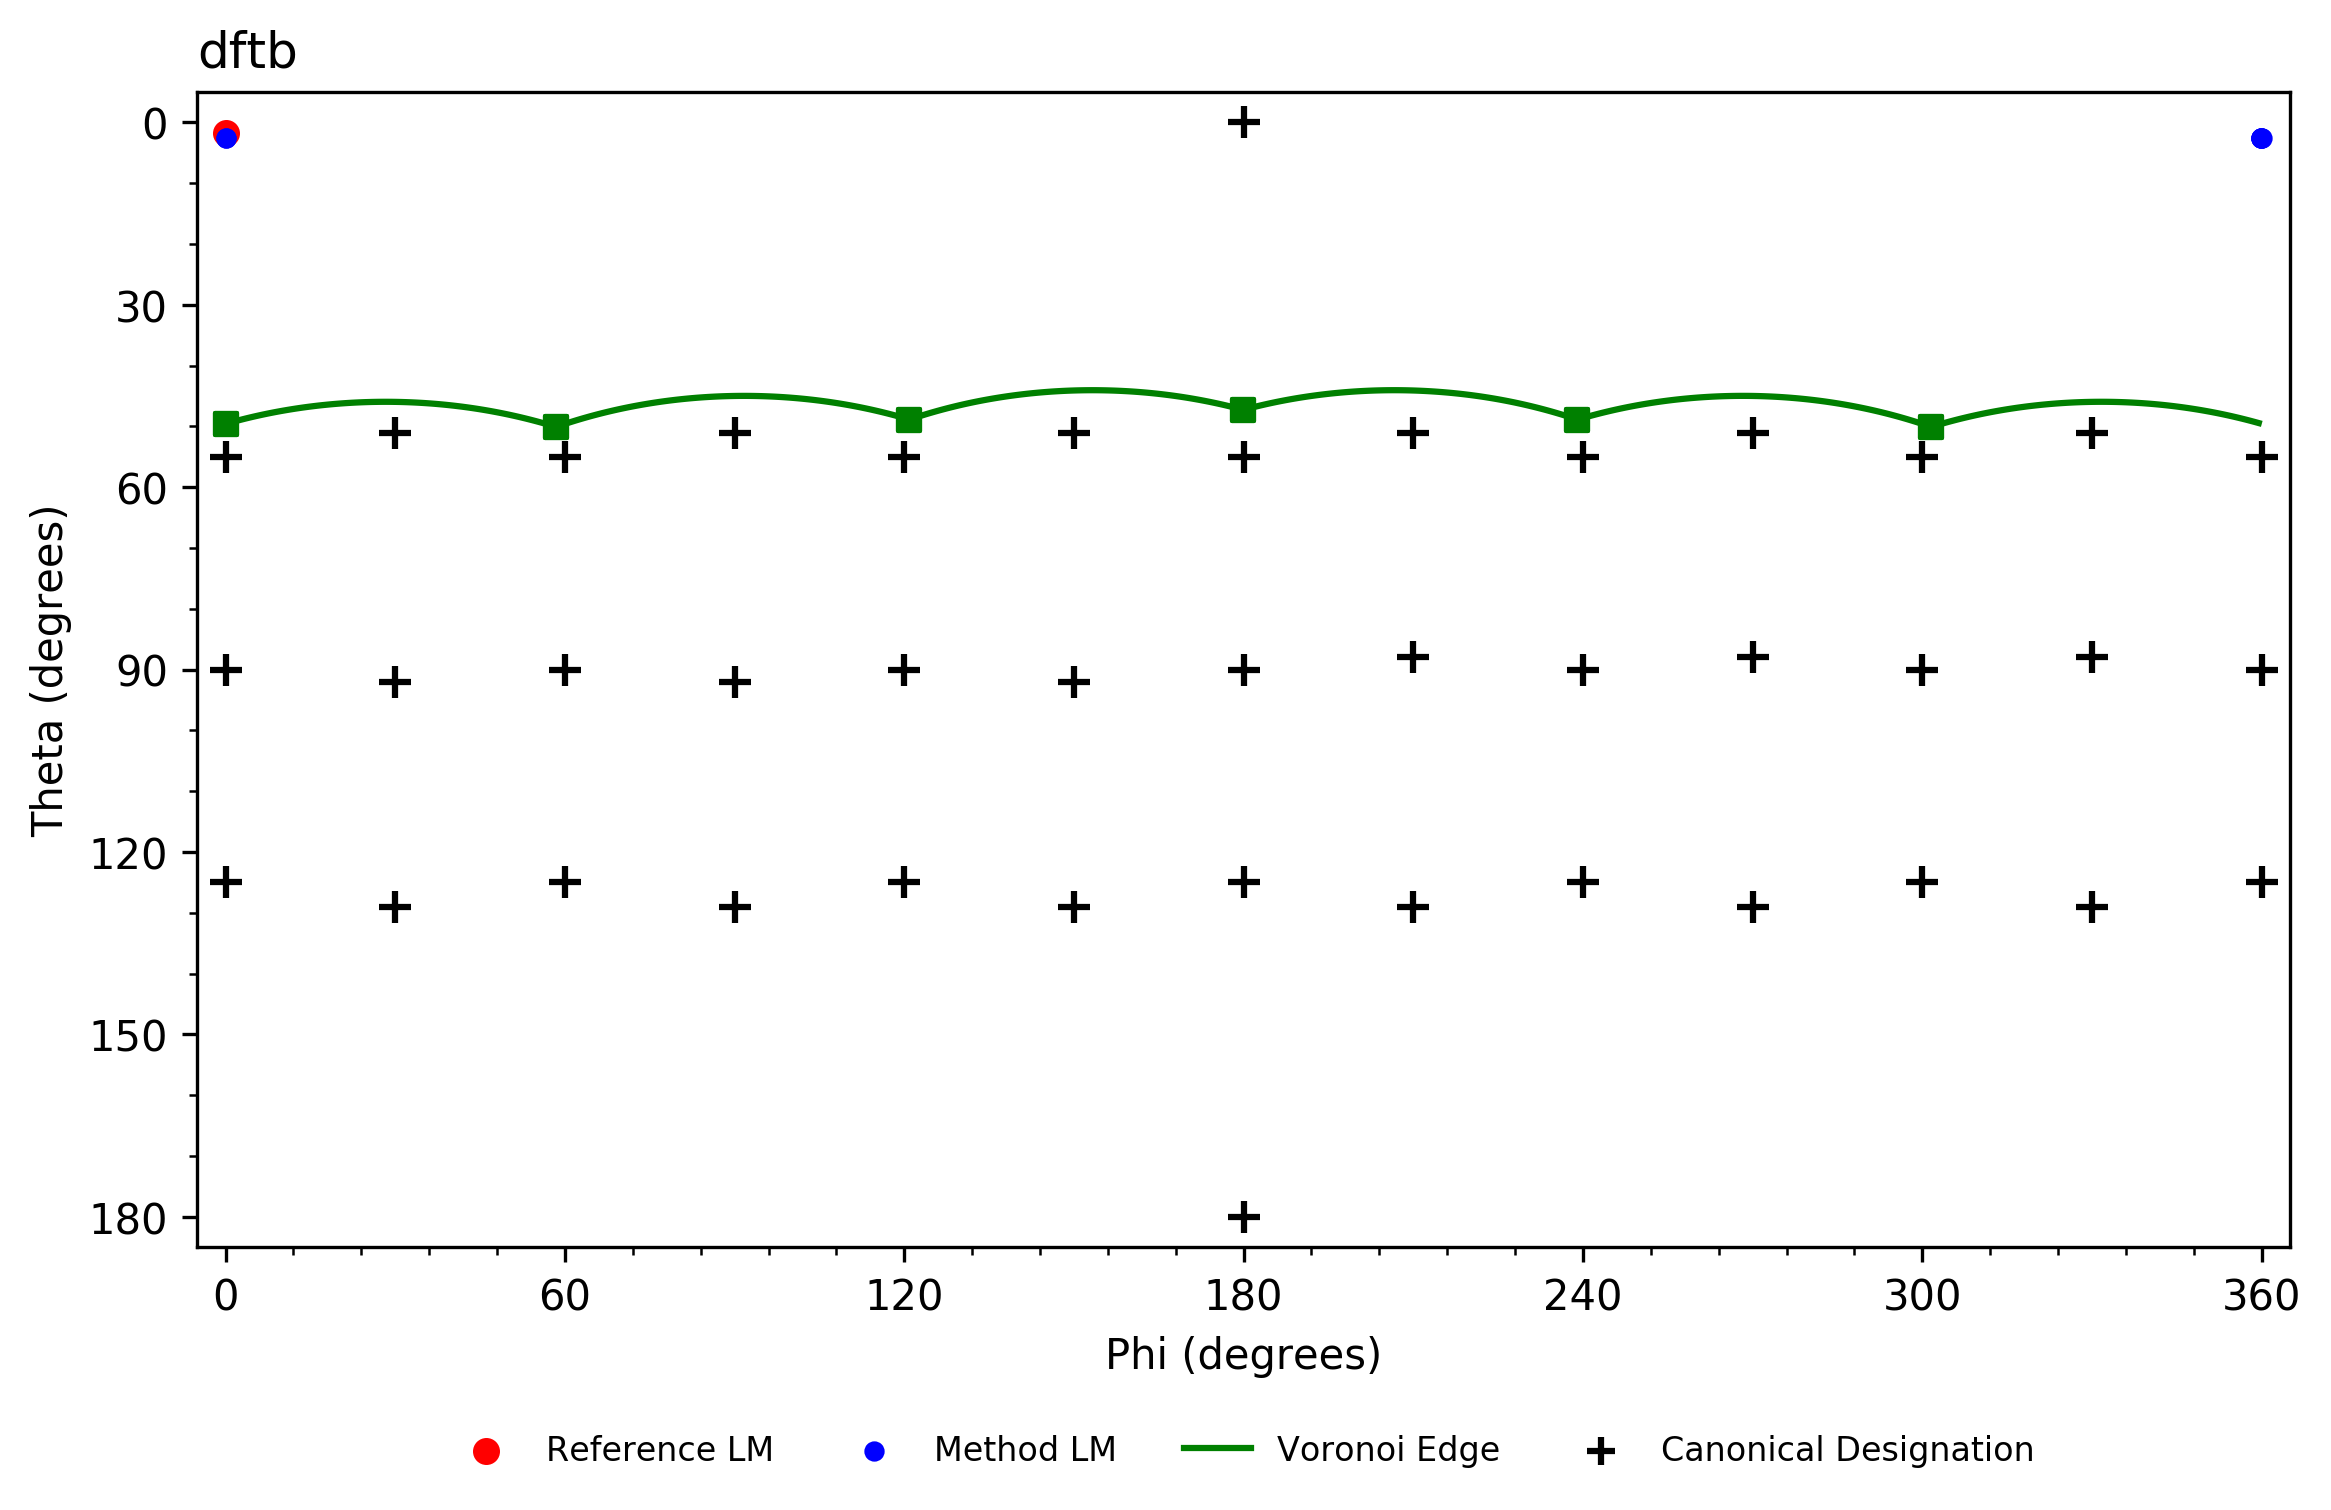 dftb
0
30
60
90
120
150
180
Theta (degrees)
0 60 120 180 240 300 360
Phi (degrees)
Reference LM Method LM Voronoi Edge Canonical Designation